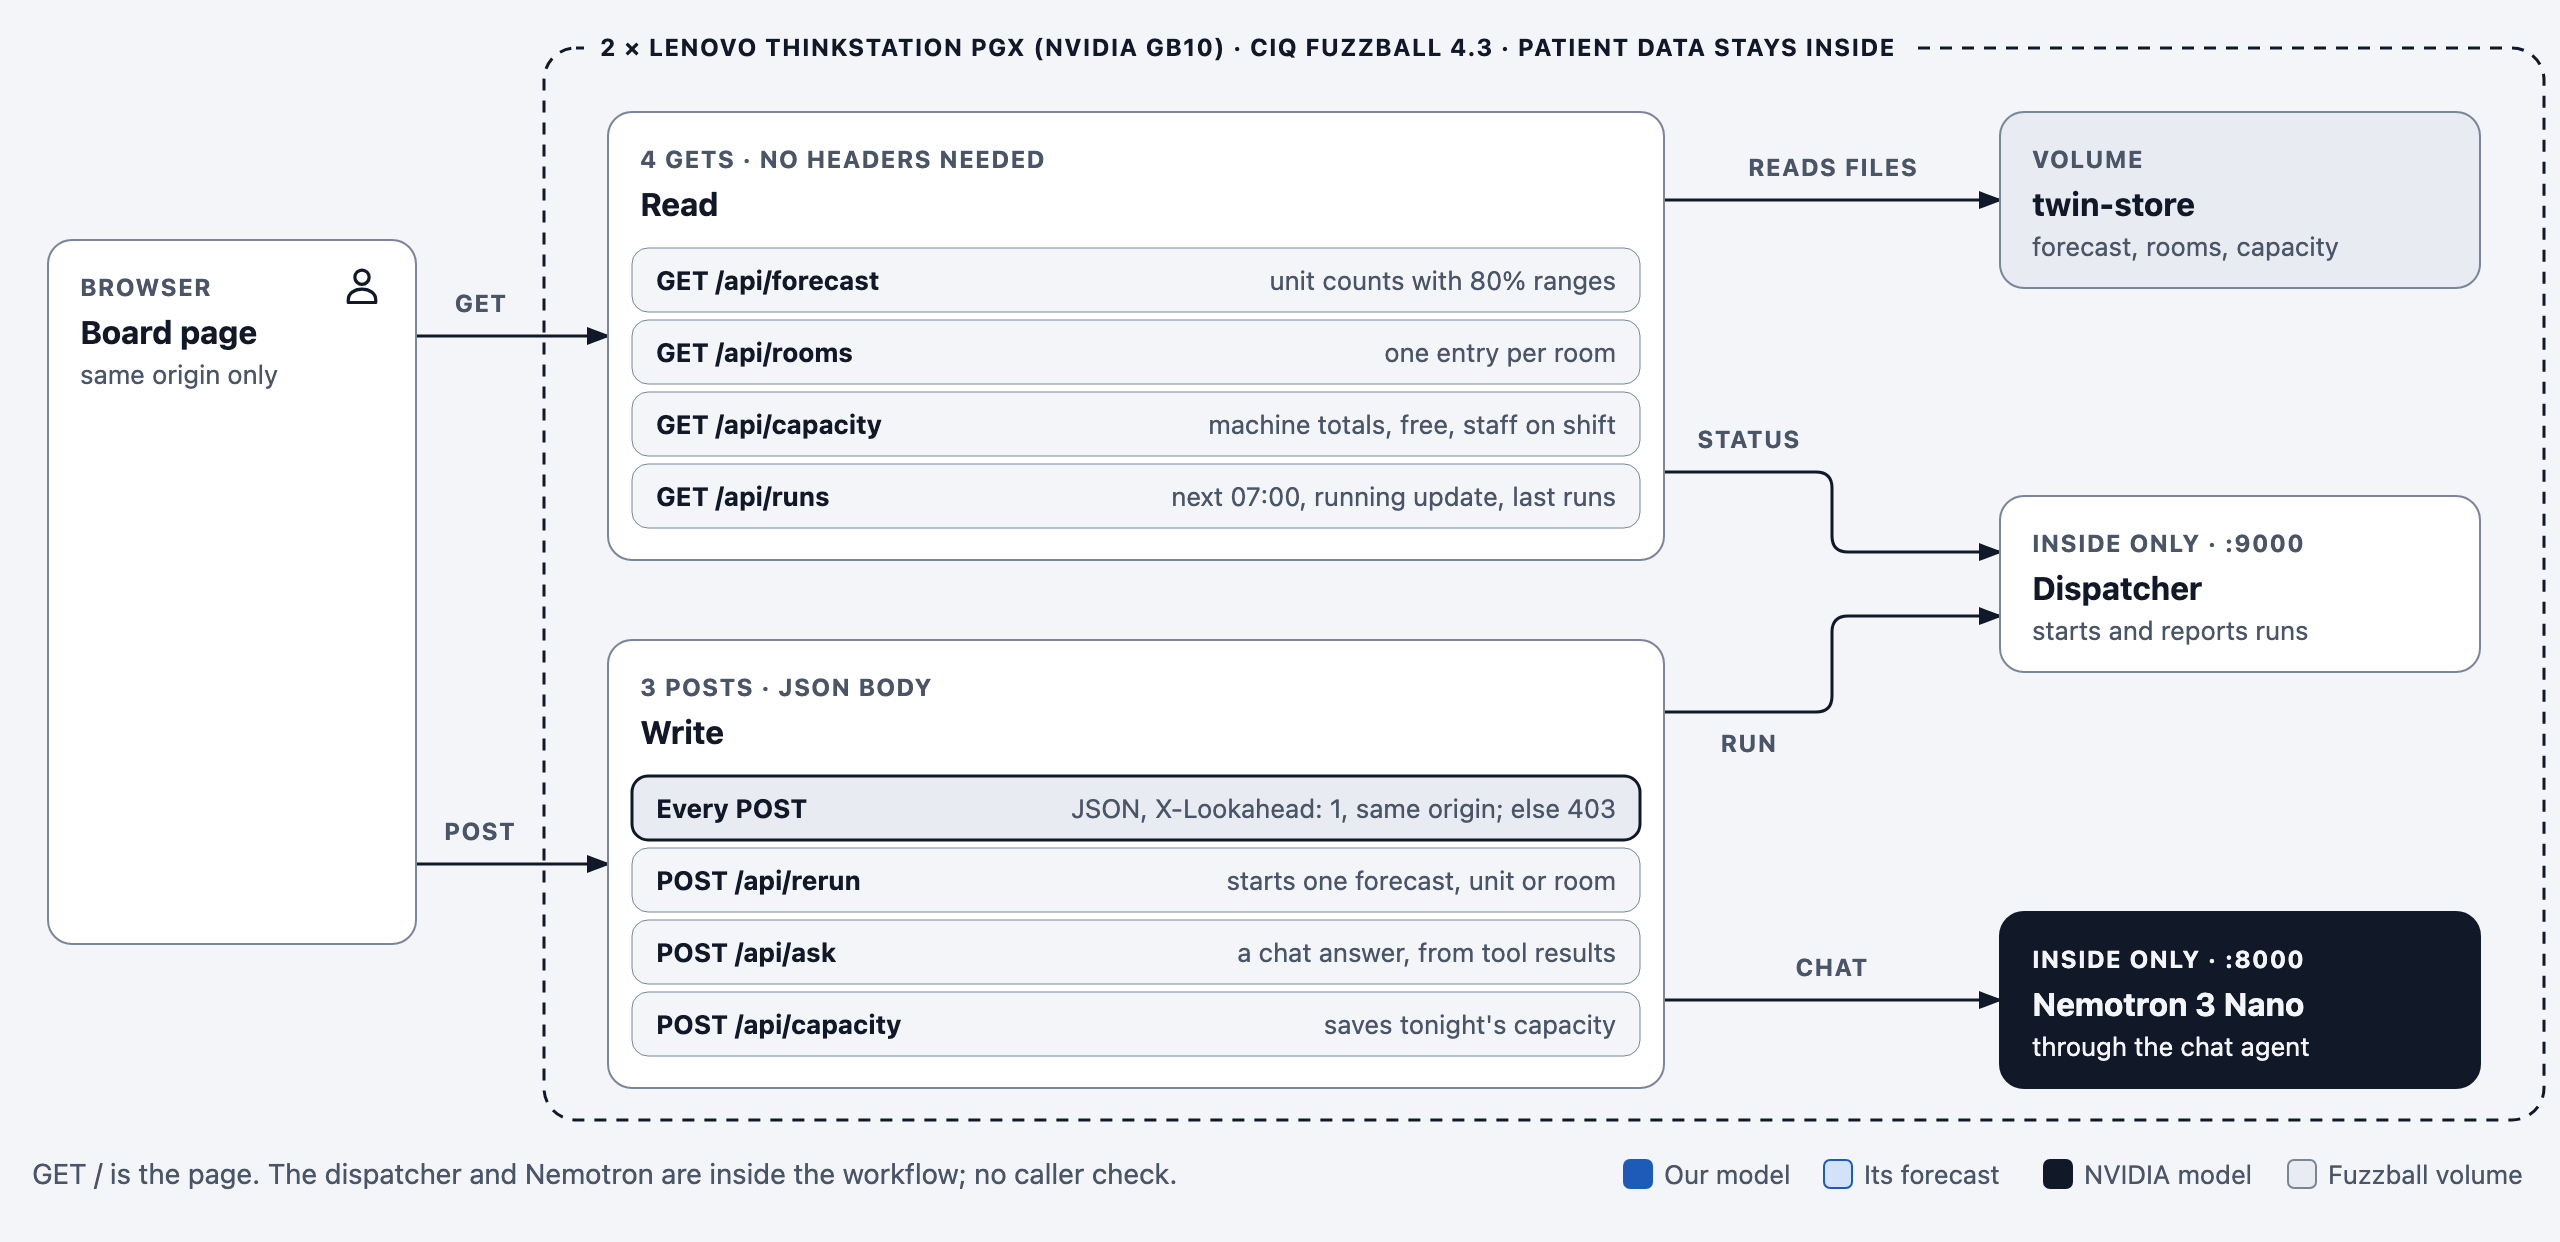 2 × LENOVO THINKSTATION PGX (NVIDIA GB10) · CIQ FUZZBALL 4.3 · PATIENT DATA STAYS INSIDE
BROWSER
Board page
same origin only
GET
POST
4 GETS · NO HEADERS NEEDED
Read
GET /api/forecast unit counts with 80% ranges
GET /api/rooms one entry per room
GET /api/capacity machine totals, free, staff on shift
GET /api/runs next 07:00, running update, last runs
3 POSTS · JSON BODY
Write
Every POST JSON, X-Lookahead: 1, same origin; else 403
POST /api/rerun starts one forecast, unit or room
POST /api/ask a chat answer, from tool results
POST /api/capacity saves tonight's capacity
READS FILES
STATUS
RUN
CHAT
VOLUME
twin-store
forecast, rooms, capacity
INSIDE ONLY · :9000
Dispatcher
starts and reports runs
INSIDE ONLY · :8000
Nemotron 3 Nano
through the chat agent
GET / is the page. The dispatcher and Nemotron are inside the workflow; no caller check.
Our model
Its forecast
NVIDIA model
Fuzzball volume